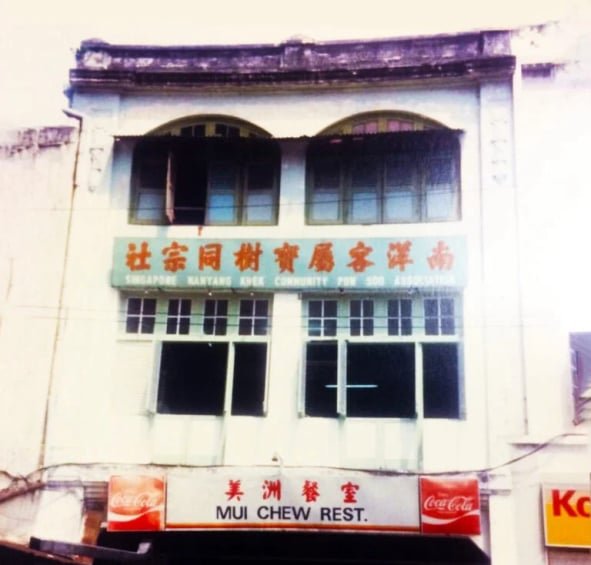 南洋客屬寶樹同宗社
SINGAPORE NANYANG KHEK COMMUNITY SOO ASSOCIATION
美洲餐室
MUI CHEW REST.
Coca-Cola
Coca-Cola
Ko